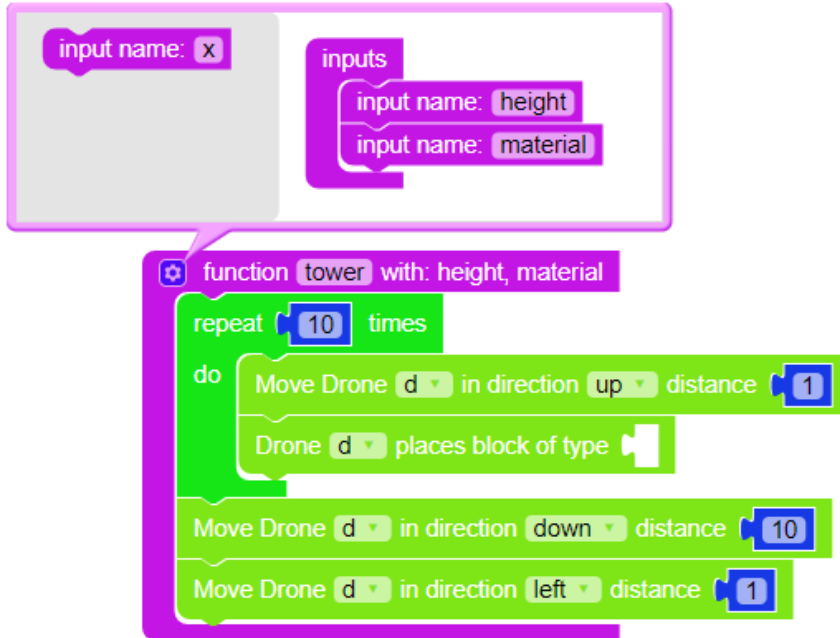 input name: x
inputs
input name: height
input name: material
function tower with: height, material
repeat 10 times
do
Move Drone d in direction up distance 1
Drone d places block of type
Move Drone d in direction down distance 10
Move Drone d in direction left distance 1